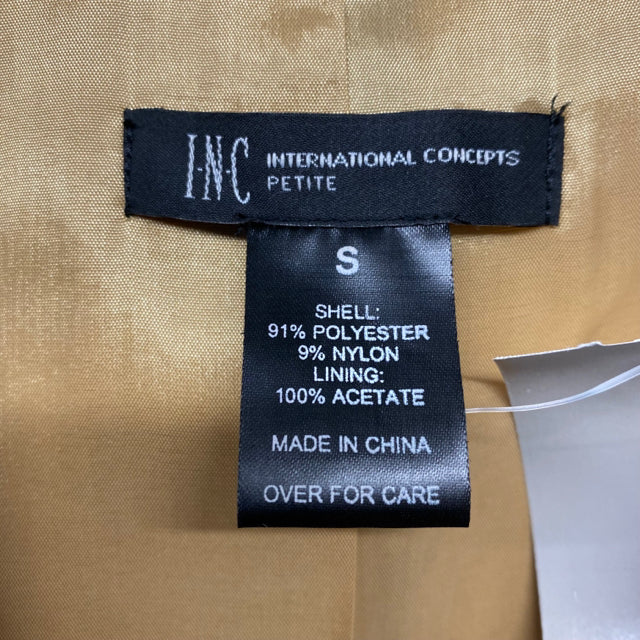 I·N·C INTERNATIONAL CONCEPTS
PETITE
S
SHELL:
91% POLYESTER
9% NYLON
LINING:
100% ACETATE
MADE IN CHINA
OVER FOR CARE